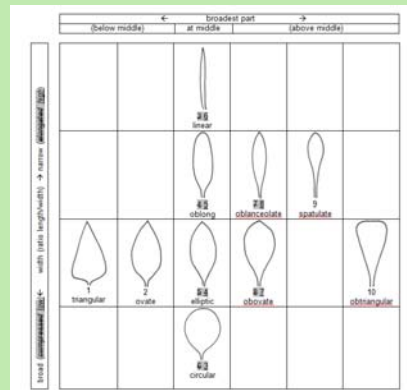 ← broadest part →
(below middle) at middle (above middle)
broad ← width (ratio length/width) → narrow
linear
oblong
oblanceolate
9
spatulate
1
triangular
2
ovate
elliptic
obovate
10
obtriangular
circular